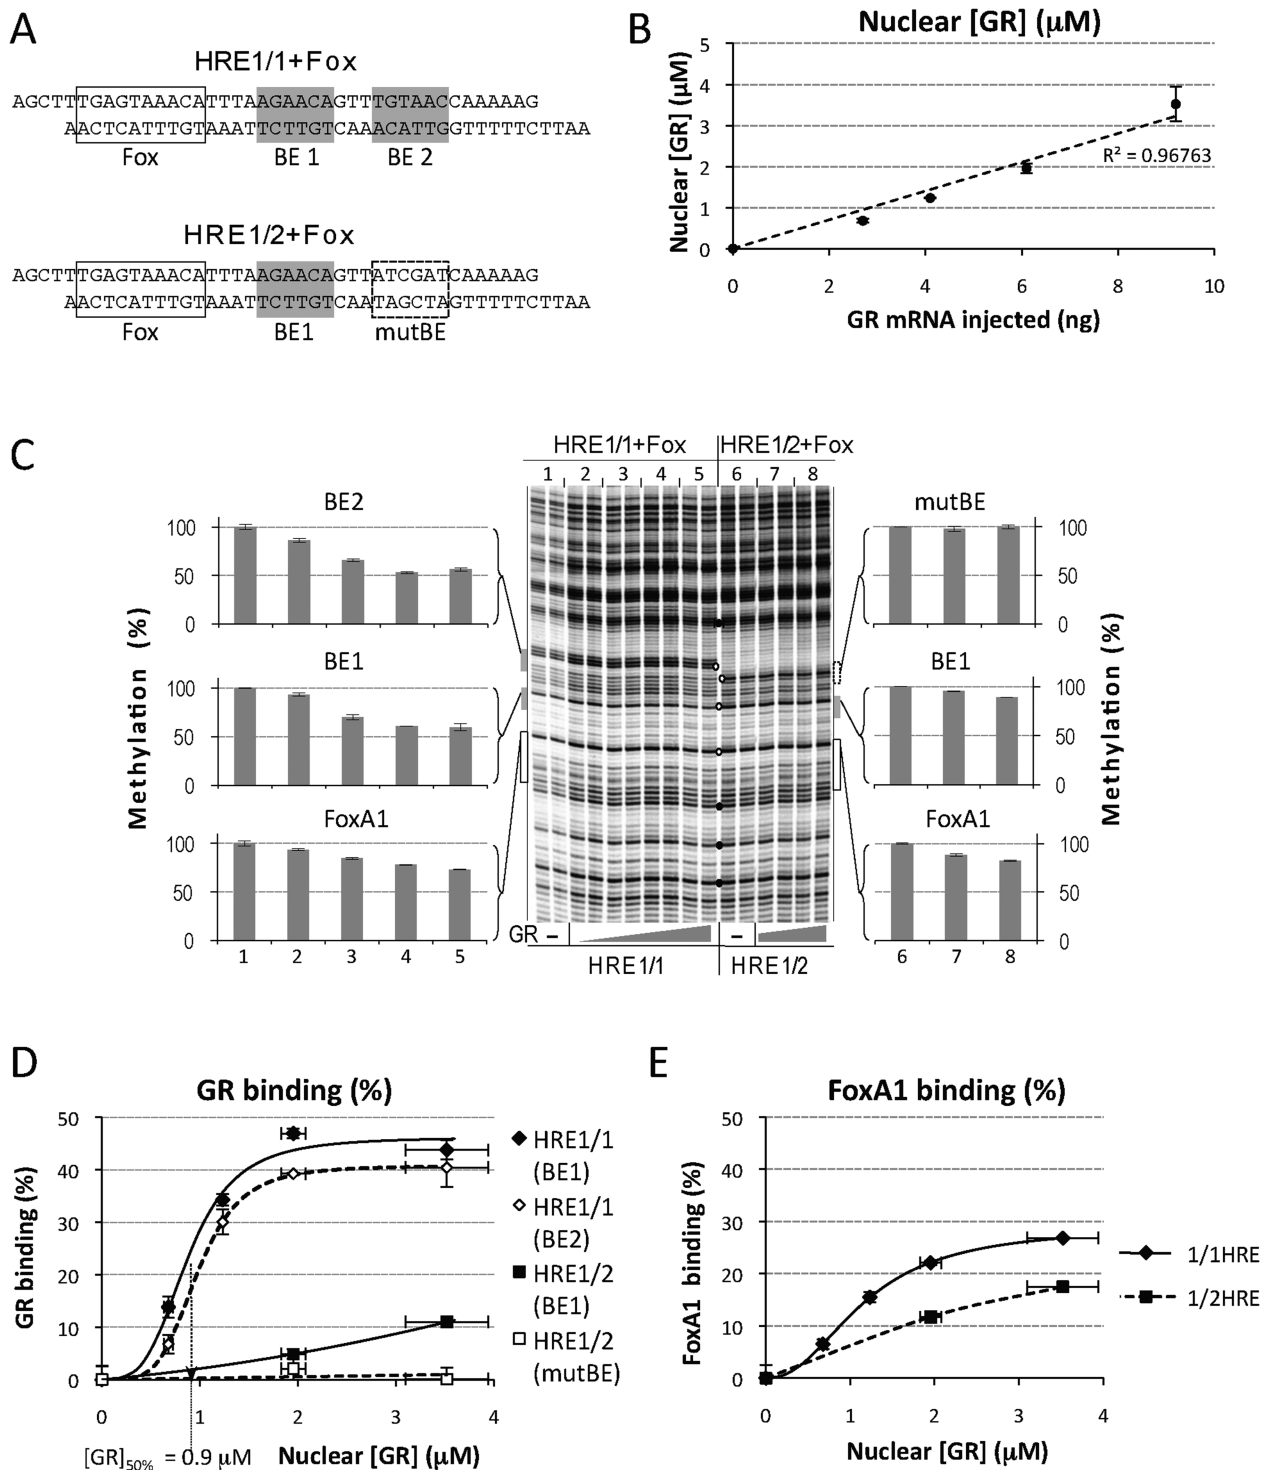 A
HRE1/1+Fox
AGCTTTGAGTAAACATTTAAGAACAGTTTGTAACCAAAAAG
AACTCATTTGTAAATTCTTGTCAAACATTGGTTTTTCTTAA
Fox BE 1 BE 2
HRE1/2+Fox
AGCTTTGAGTAAACATTTAAGAACAGTTATCGATCAAAAAG
AACTCATTTGTAAATTCTTGTCAATAGCTAGTTTTTCTTAA
Fox BE1 mutBE
B
Nuclear [GR] (µM)
Nuclear [GR] (µM)
5
4
3
2
1
0
R² = 0.96763
0 2 4 6 8 10
GR mRNA injected (ng)
C
HRE1/1+Fox HRE1/2+Fox
1 2 3 4 5 6 7 8
Methylation (%)
BE2
100
50
0
BE1
100
50
0
FoxA1
100
50
0
1 2 3 4 5
mutBE
100
50
0
BE1
100
50
0
FoxA1
100
50
0
6 7 8
Methylation (%)
GR – –
HRE1/1 HRE1/2
D
GR binding (%)
GR binding (%)
50
40
30
20
10
0
0 1 2 3 4
[GR]50% = 0.9 µM
Nuclear [GR] (µM)
HRE1/1
(BE1)
HRE1/1
(BE2)
HRE1/2
(BE1)
HRE1/2
(mutBE)
E
FoxA1 binding (%)
FoxA1 binding (%)
50
40
30
20
10
0
0 1 2 3 4
Nuclear [GR] (µM)
1/1HRE
1/2HRE